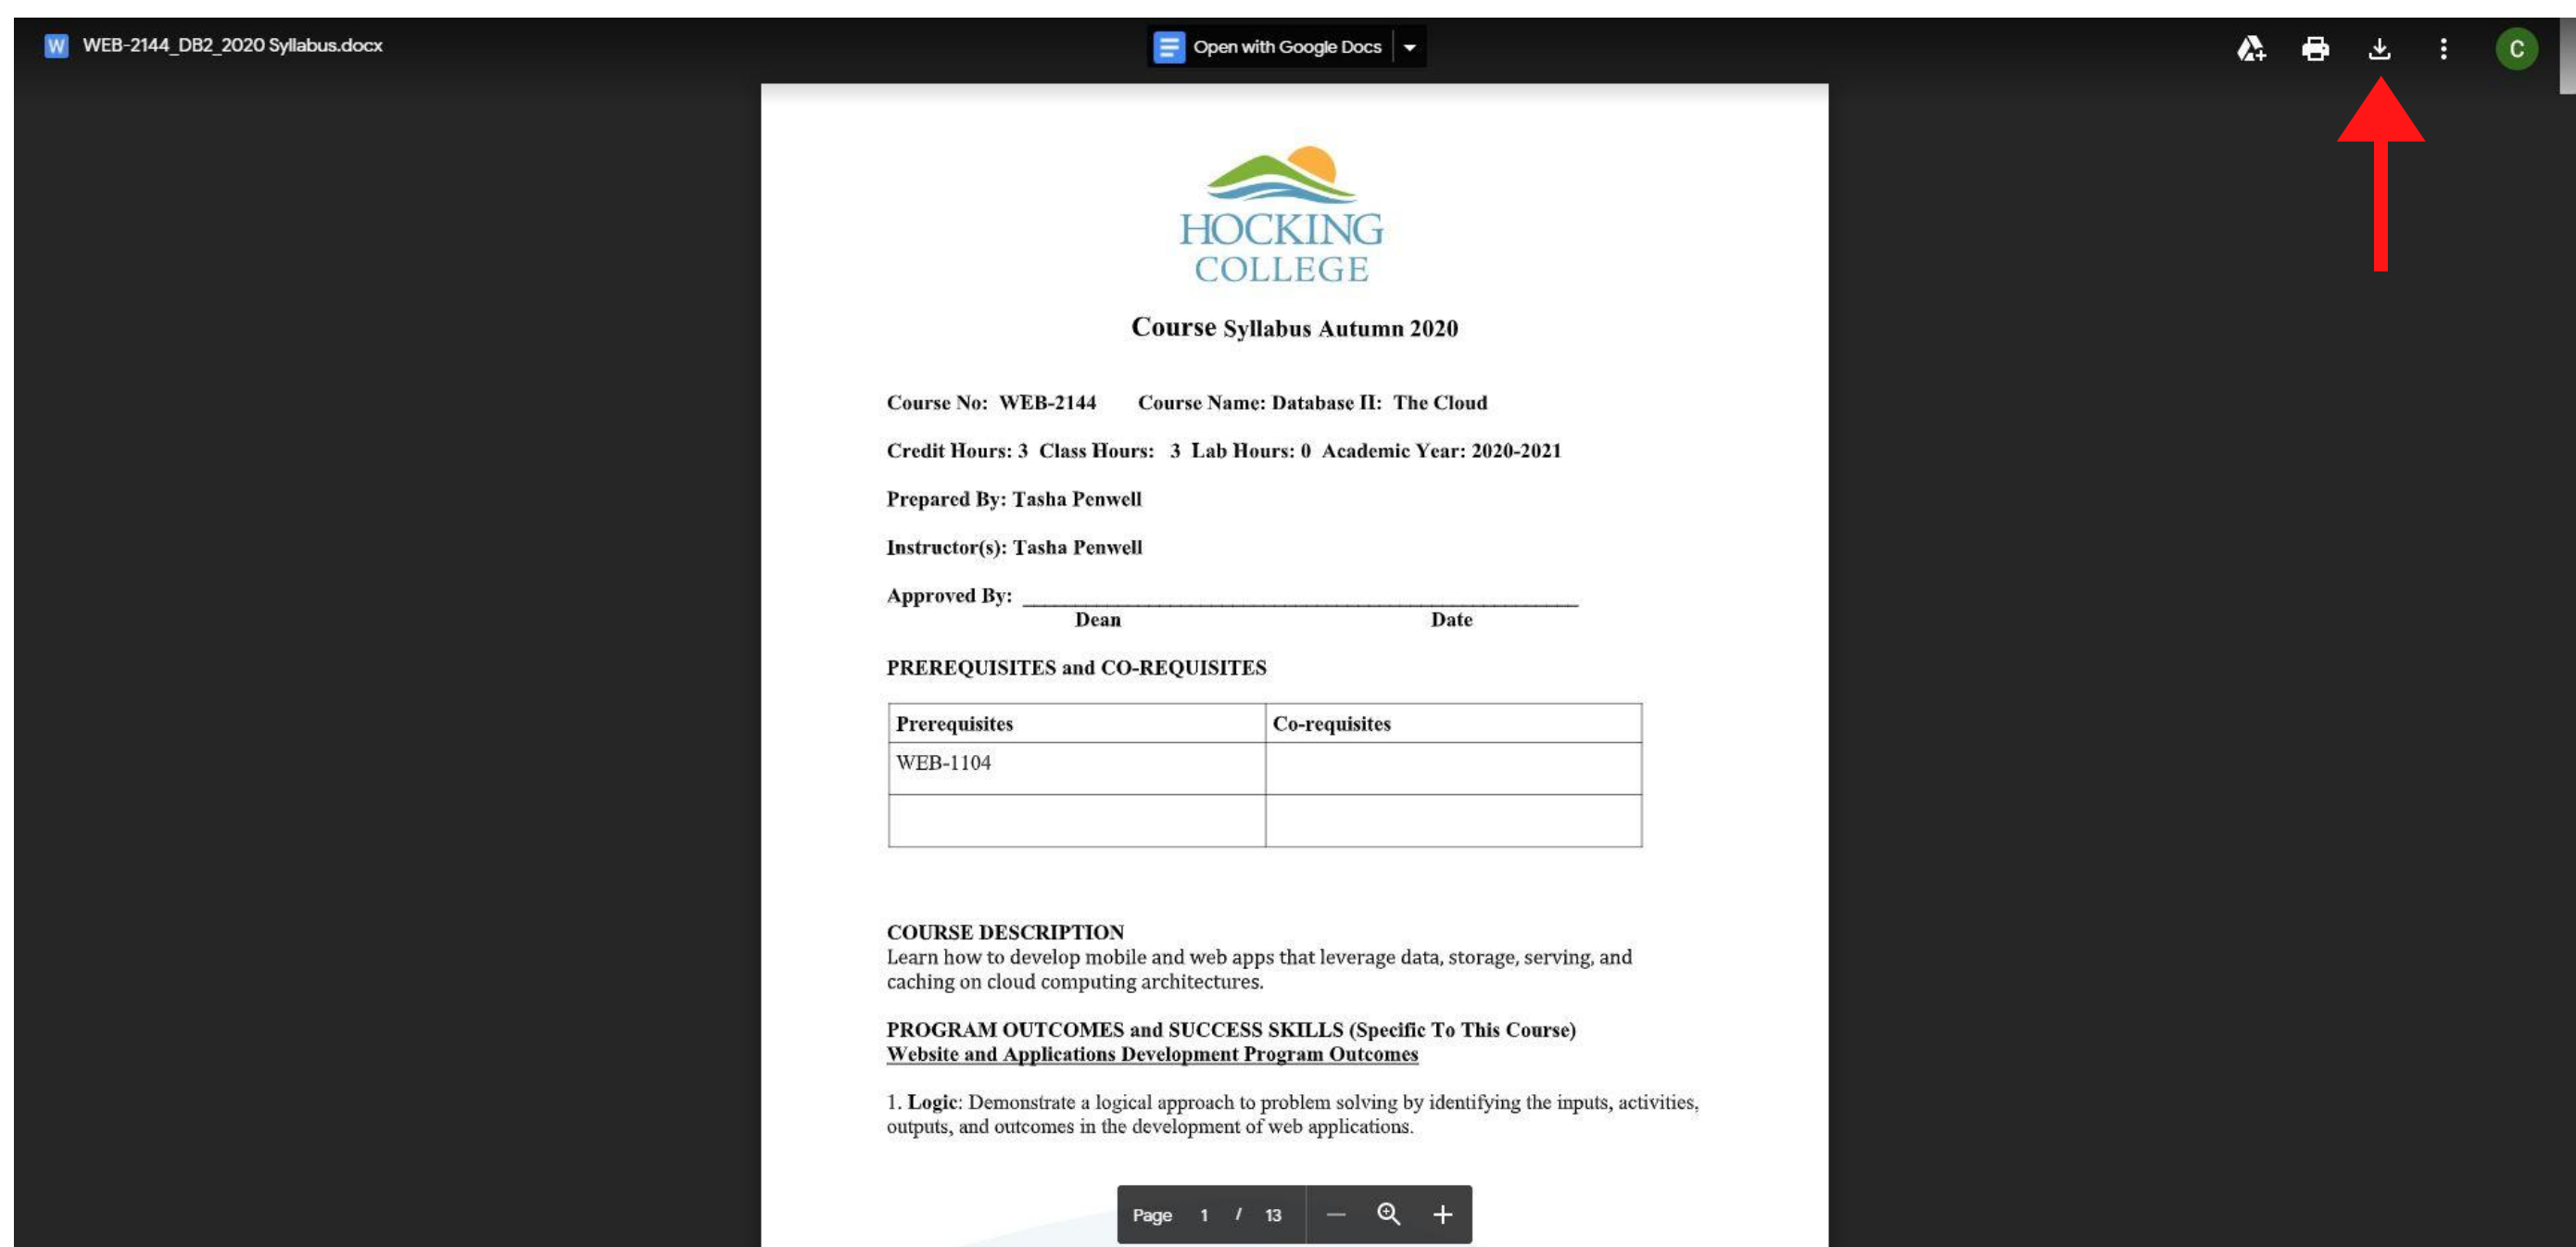 W WEB-2144_DB2_2020 Syllabus.docx
Open with Google Docs
C
HOCKING
COLLEGE
Course Syllabus Autumn 2020
Course No: WEB-2144 Course Name: Database II: The Cloud
Credit Hours: 3 Class Hours: 3 Lab Hours: 0 Academic Year: 2020-2021
Prepared By: Tasha Penwell
Instructor(s): Tasha Penwell
Approved By: ______________________________
Dean Date
PREREQUISITES and CO-REQUISITES
Prerequisites Co-requisites
WEB-1104
COURSE DESCRIPTION
Learn how to develop mobile and web apps that leverage data, storage, serving, and
caching on cloud computing architectures.
PROGRAM OUTCOMES and SUCCESS SKILLS (Specific To This Course)
Website and Applications Development Program Outcomes
1. Logic: Demonstrate a logical approach to problem solving by identifying the inputs, activities,
outputs, and outcomes in the development of web applications.
Page 1 / 13